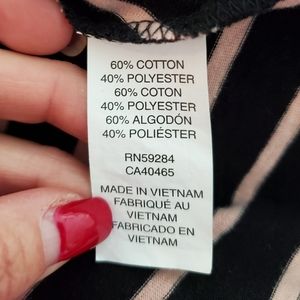 60% COTTON
40% POLYESTER
60% COTON
40% POLYESTER
60% ALGODÓN
40% POLIÉSTER
RN59284
CA40465
MADE IN VIETNAM
FABRIQUÉ AU
VIETNAM
FABRICADO EN
VIETNAM